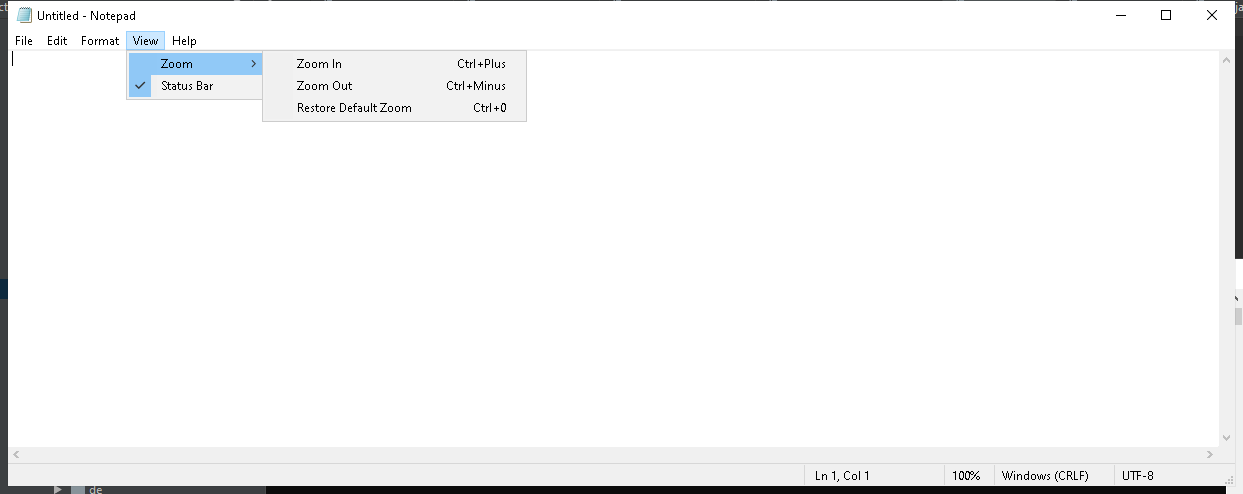 Untitled - Notepad
File Edit Format View Help
Zoom
Status Bar
Zoom In Ctrl+Plus
Zoom Out Ctrl+Minus
Restore Default Zoom Ctrl+0
Ln 1, Col 1 100% Windows (CRLF) UTF-8
de